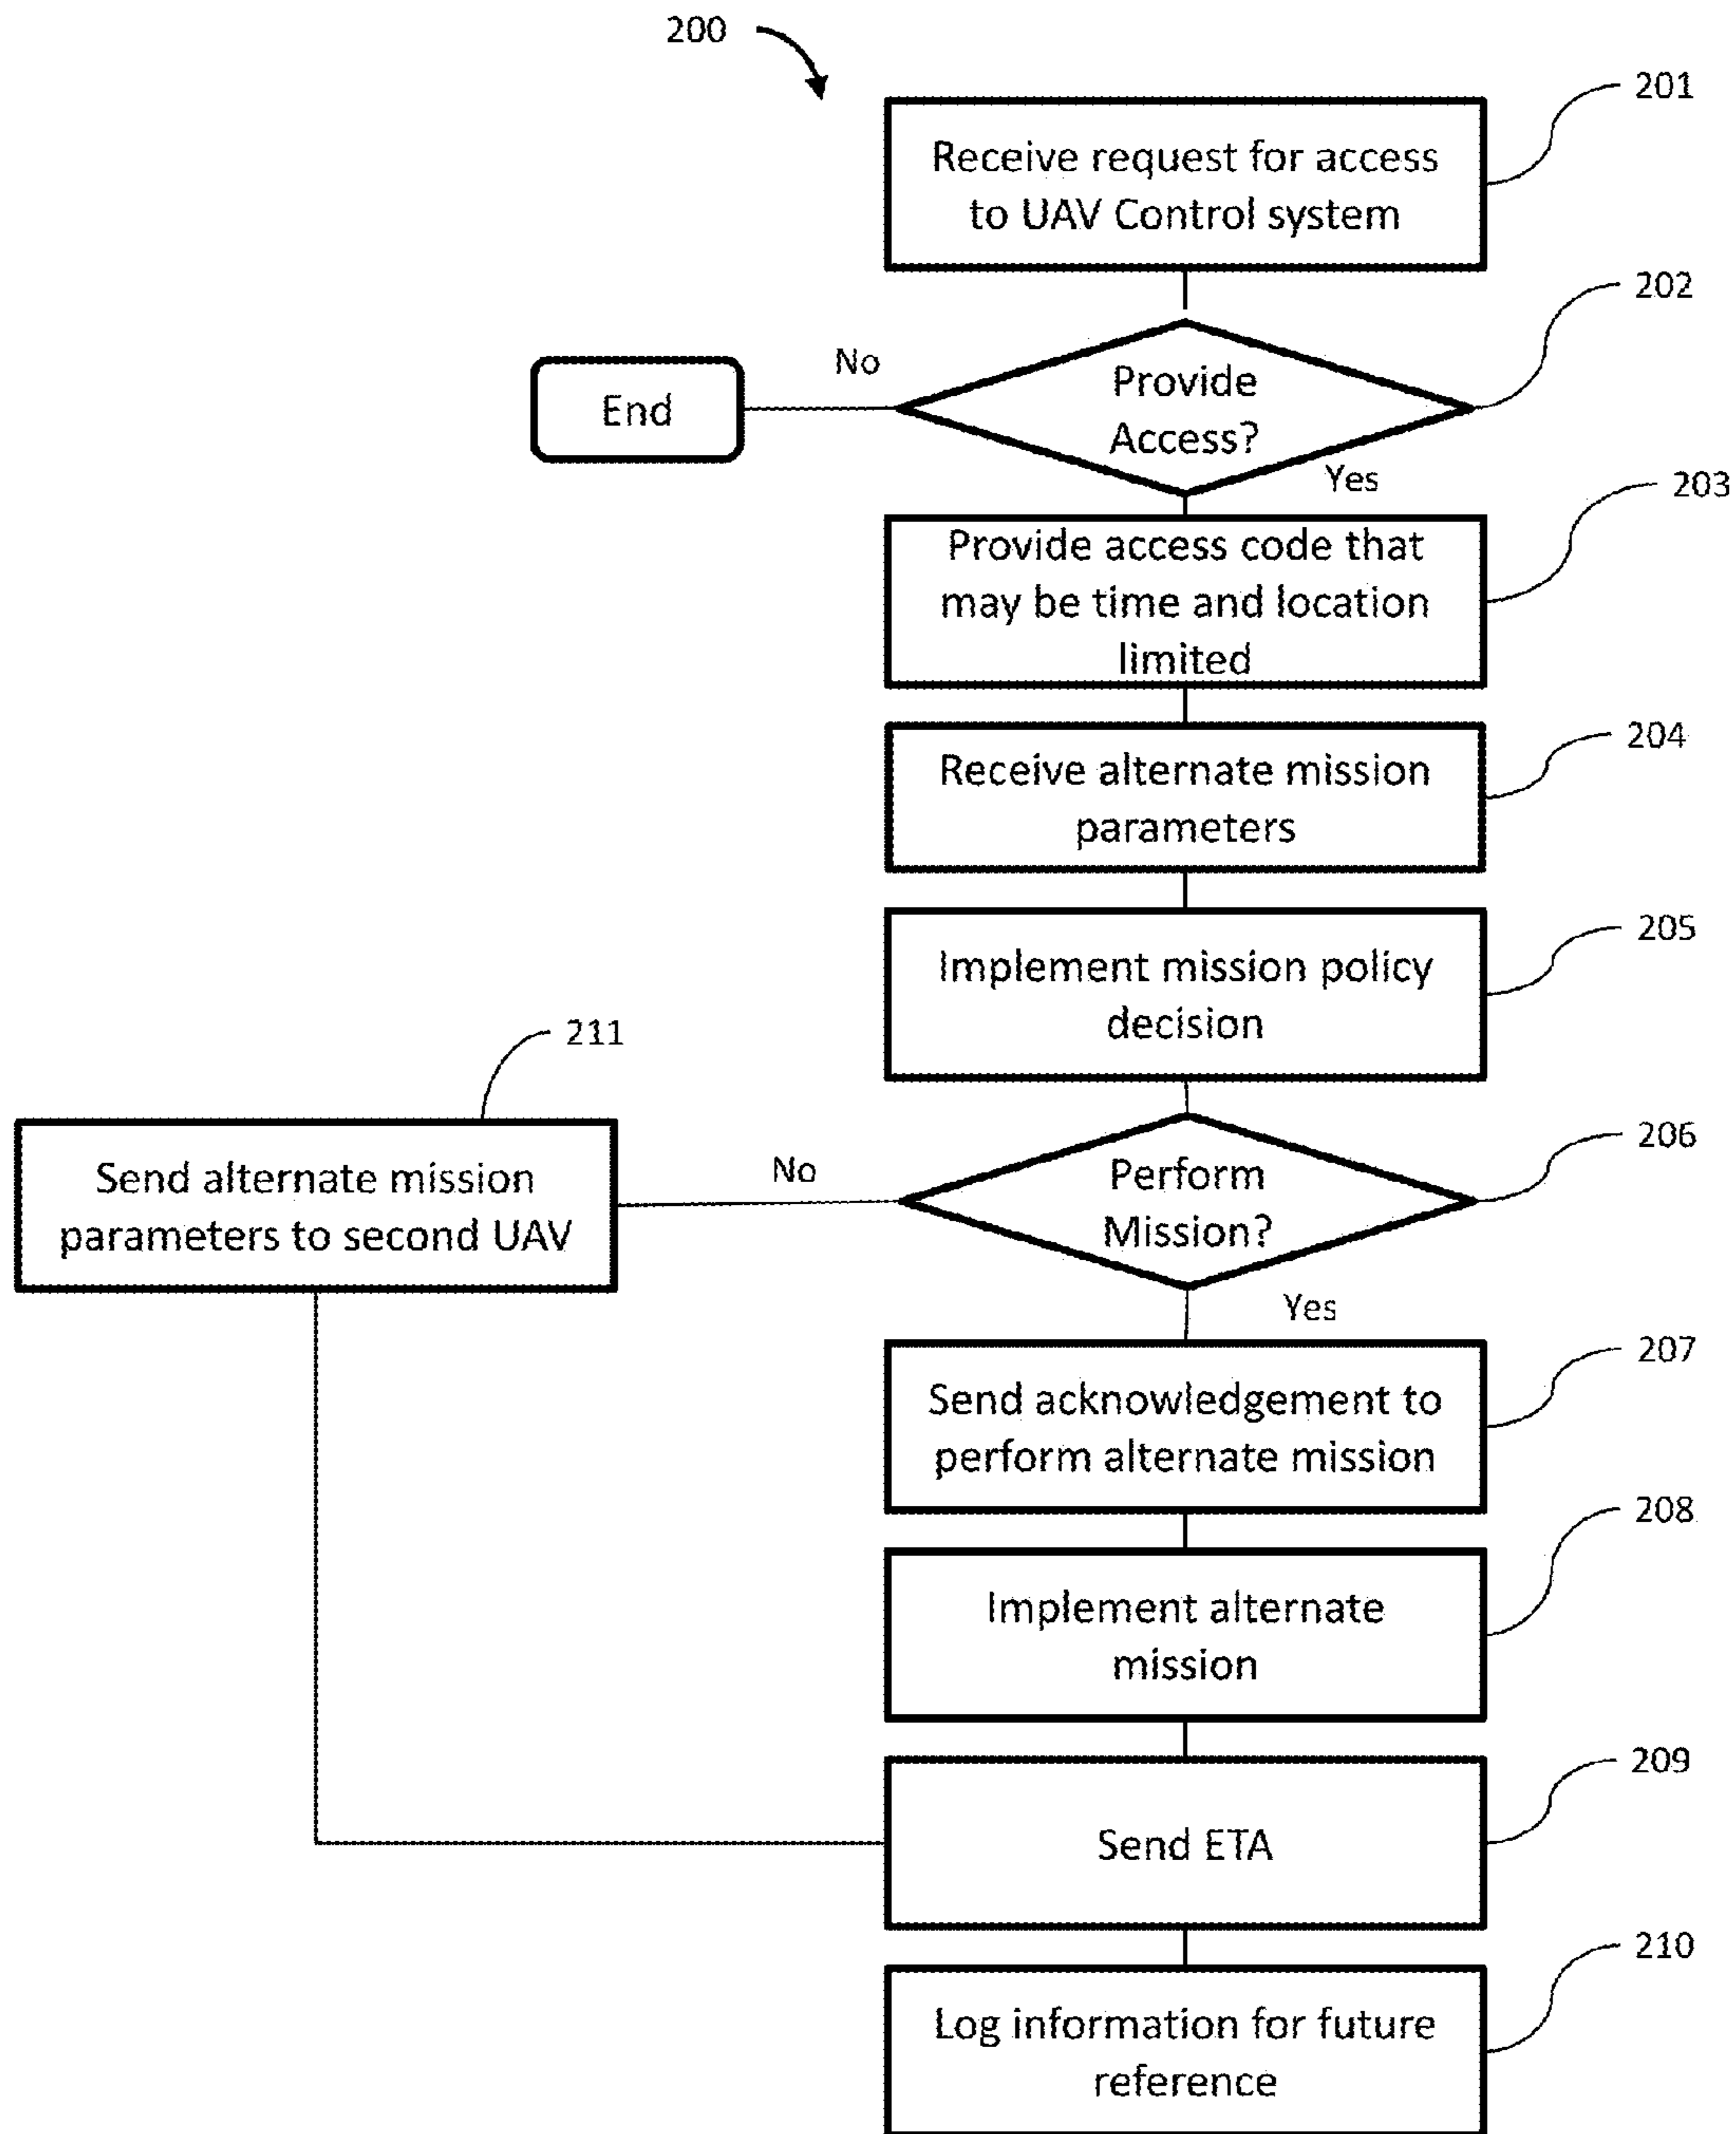 200
201
Receive request for access
to UAV Control system
202
No
End
Provide
Access?
Yes
203
Provide access code that
may be time and location
limited
204
Receive alternate mission
parameters
205
Implement mission policy
decision
211
Send alternate mission
parameters to second UAV
206
No
Perform
Mission?
Yes
207
Send acknowledgement to
perform alternate mission
208
Implement alternate
mission
209
Send ETA
210
Log information for future
reference